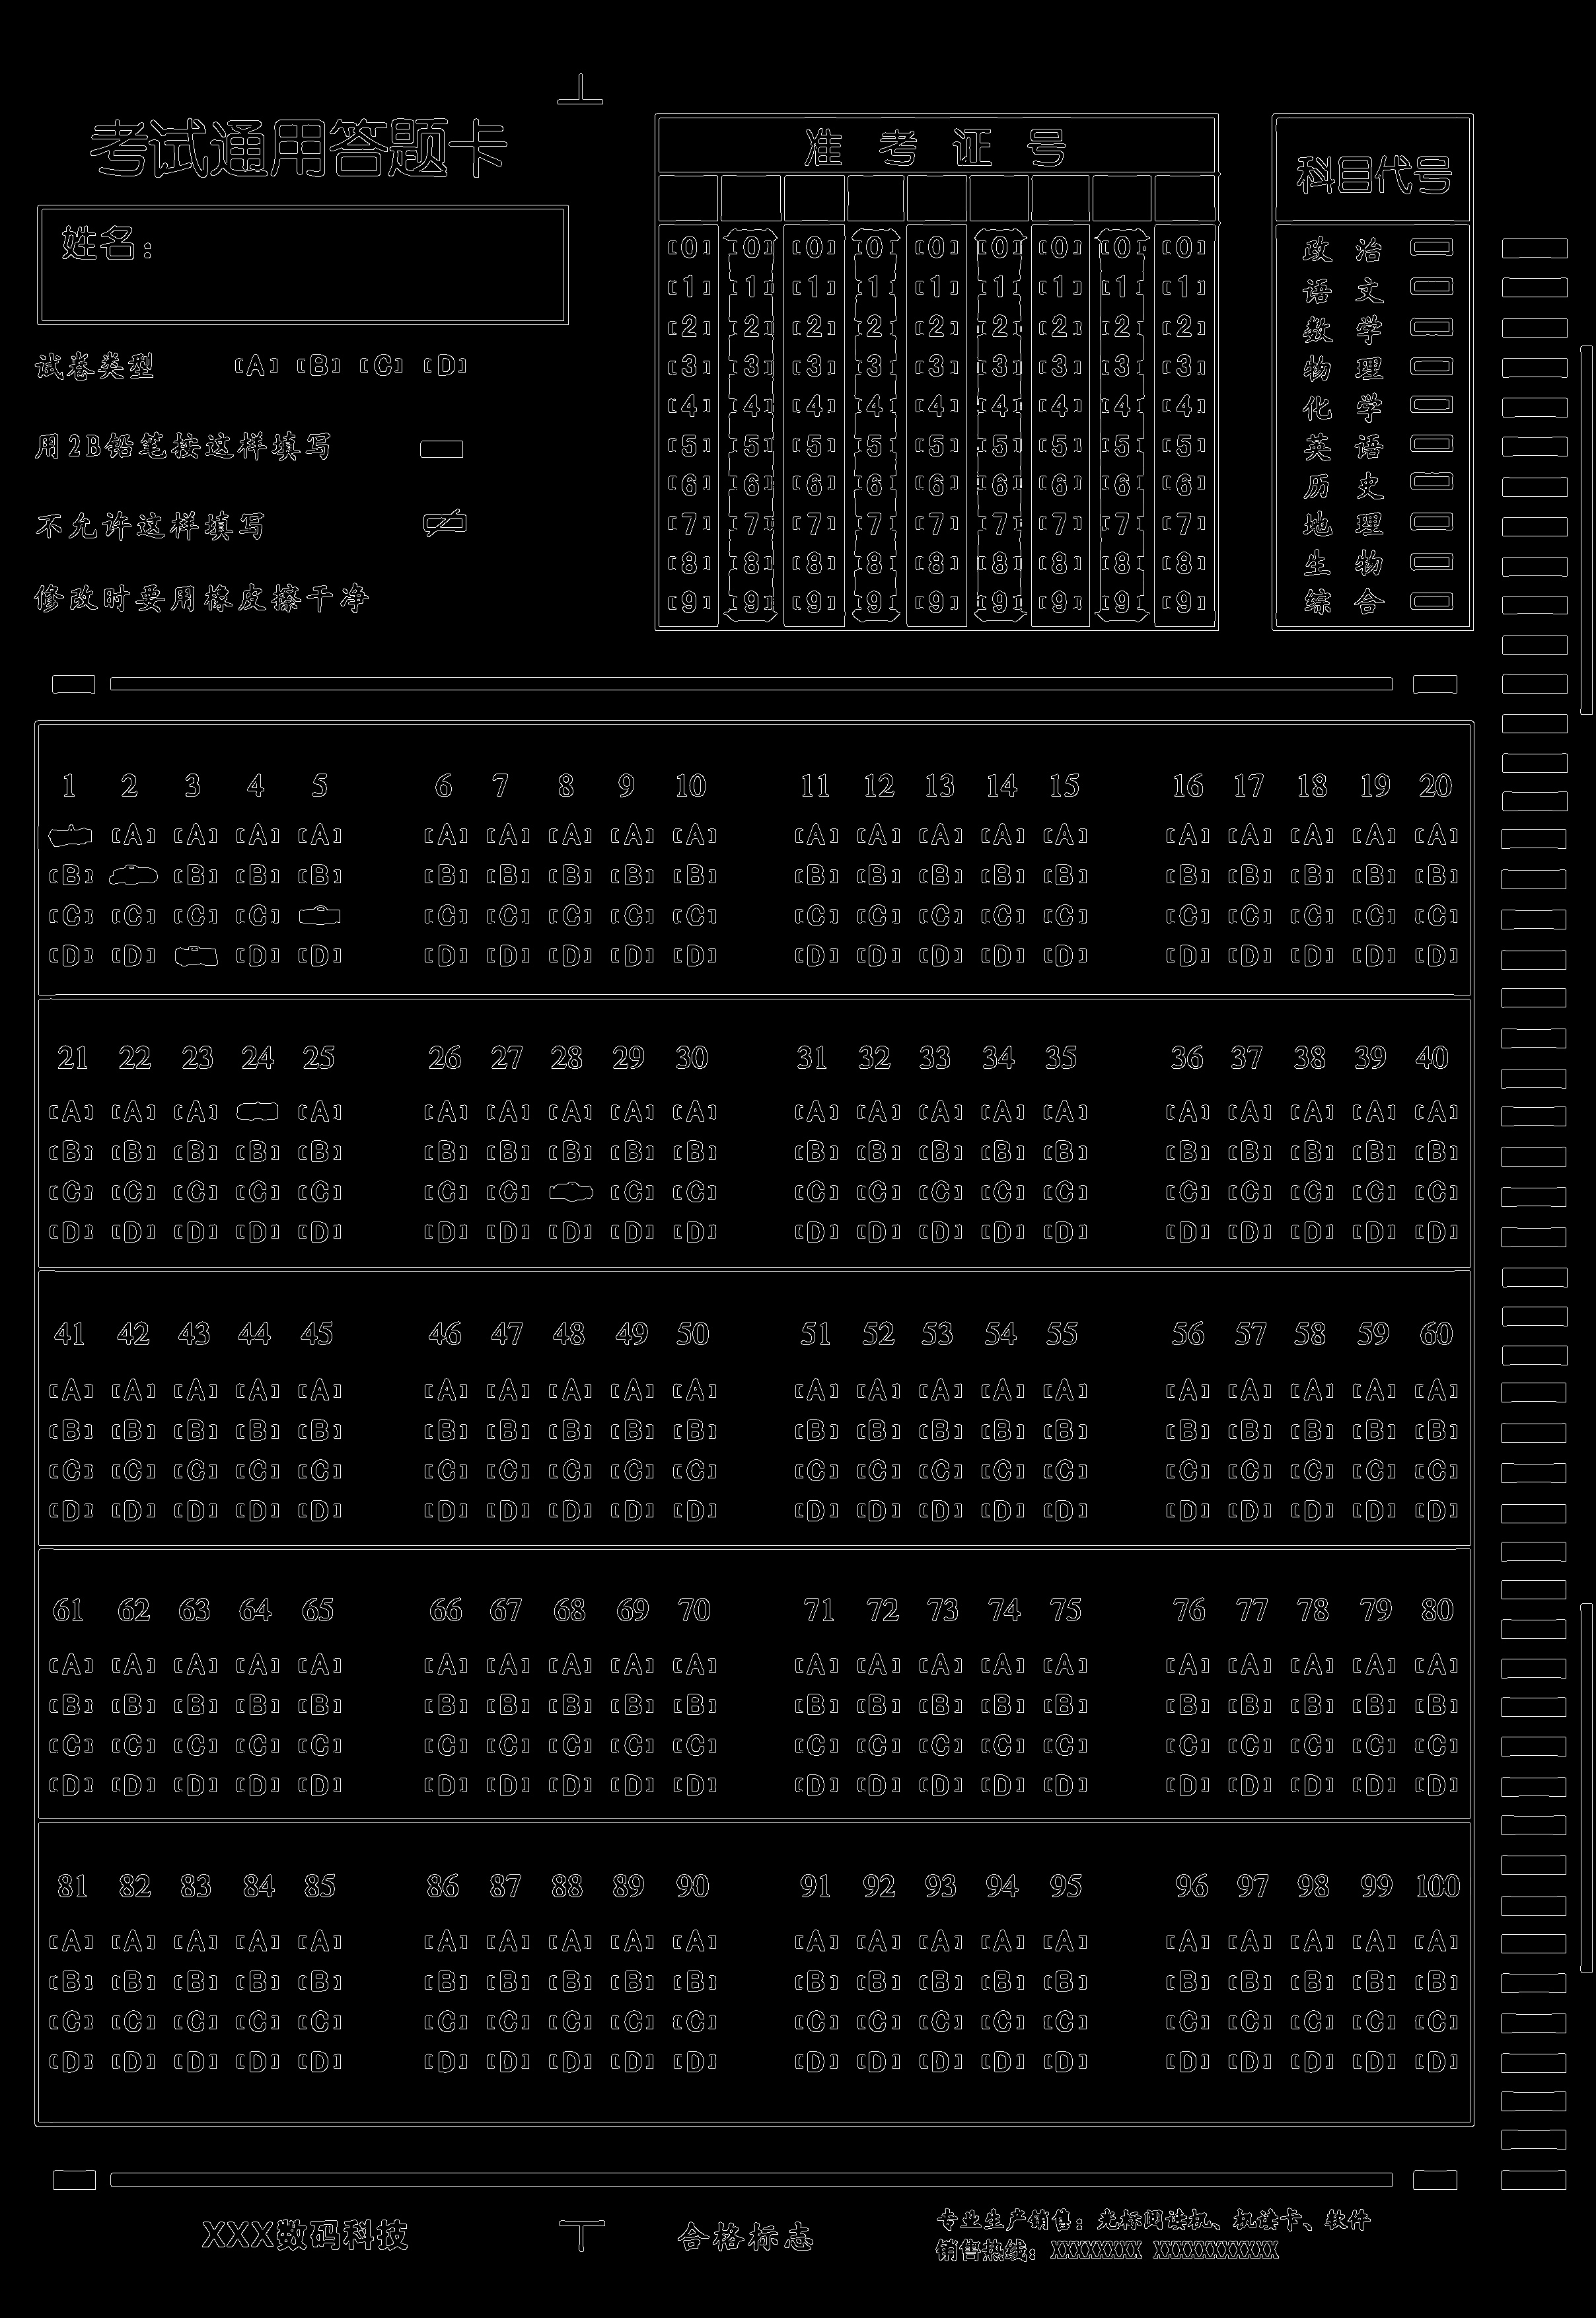 考试通用答题卡
姓名：
试卷类型 [A] [B] [C] [D]
用2B铅笔按这样填写
不允许这样填写
修改时要用橡皮擦干净
准考证号
[0] [0] [0] [0] [0] [0] [0] [0] [0]
[1] [1] [1] [1] [1] [1] [1] [1] [1]
[2] [2] [2] [2] [2] [2] [2] [2] [2]
[3] [3] [3] [3] [3] [3] [3] [3] [3]
[4] [4] [4] [4] [4] [4] [4] [4] [4]
[5] [5] [5] [5] [5] [5] [5] [5] [5]
[6] [6] [6] [6] [6] [6] [6] [6] [6]
[7] [7] [7] [7] [7] [7] [7] [7] [7]
[8] [8] [8] [8] [8] [8] [8] [8] [8]
[9] [9] [9] [9] [9] [9] [9] [9] [9]
科目代号
政治
语文
数学
物理
化学
英语
历史
地理
生物
综合
1 2 3 4 5 6 7 8 9 10 11 12 13 14 15 16 17 18 19 20
[A] [A] [A] [A] [A] [A] [A] [A] [A] [A] [A] [A] [A] [A] [A] [A] [A] [A] [A]
[B] [B] [B] [B] [B] [B] [B] [B] [B] [B] [B] [B] [B] [B] [B] [B] [B] [B] [B]
[C] [C] [C] [C] [C] [C] [C] [C] [C] [C] [C] [C] [C] [C] [C] [C] [C] [C] [C]
[D] [D] [D] [D] [D] [D] [D] [D] [D] [D] [D] [D] [D] [D] [D] [D] [D] [D] [D]
21 22 23 24 25 26 27 28 29 30 31 32 33 34 35 36 37 38 39 40
[A] [A] [A] [A] [A] [A] [A] [A] [A] [A] [A] [A] [A] [A] [A] [A] [A] [A] [A]
[B] [B] [B] [B] [B] [B] [B] [B] [B] [B] [B] [B] [B] [B] [B] [B] [B] [B] [B] [B]
[C] [C] [C] [C] [C] [C] [C] [C] [C] [C] [C] [C] [C] [C] [C] [C] [C] [C] [C]
[D] [D] [D] [D] [D] [D] [D] [D] [D] [D] [D] [D] [D] [D] [D] [D] [D] [D] [D] [D]
41 42 43 44 45 46 47 48 49 50 51 52 53 54 55 56 57 58 59 60
[A] [A] [A] [A] [A] [A] [A] [A] [A] [A] [A] [A] [A] [A] [A] [A] [A] [A] [A] [A]
[B] [B] [B] [B] [B] [B] [B] [B] [B] [B] [B] [B] [B] [B] [B] [B] [B] [B] [B] [B]
[C] [C] [C] [C] [C] [C] [C] [C] [C] [C] [C] [C] [C] [C] [C] [C] [C] [C] [C] [C]
[D] [D] [D] [D] [D] [D] [D] [D] [D] [D] [D] [D] [D] [D] [D] [D] [D] [D] [D] [D]
61 62 63 64 65 66 67 68 69 70 71 72 73 74 75 76 77 78 79 80
[A] [A] [A] [A] [A] [A] [A] [A] [A] [A] [A] [A] [A] [A] [A] [A] [A] [A] [A] [A]
[B] [B] [B] [B] [B] [B] [B] [B] [B] [B] [B] [B] [B] [B] [B] [B] [B] [B] [B] [B]
[C] [C] [C] [C] [C] [C] [C] [C] [C] [C] [C] [C] [C] [C] [C] [C] [C] [C] [C] [C]
[D] [D] [D] [D] [D] [D] [D] [D] [D] [D] [D] [D] [D] [D] [D] [D] [D] [D] [D] [D]
81 82 83 84 85 86 87 88 89 90 91 92 93 94 95 96 97 98 99 100
[A] [A] [A] [A] [A] [A] [A] [A] [A] [A] [A] [A] [A] [A] [A] [A] [A] [A] [A] [A]
[B] [B] [B] [B] [B] [B] [B] [B] [B] [B] [B] [B] [B] [B] [B] [B] [B] [B] [B] [B]
[C] [C] [C] [C] [C] [C] [C] [C] [C] [C] [C] [C] [C] [C] [C] [C] [C] [C] [C] [C]
[D] [D] [D] [D] [D] [D] [D] [D] [D] [D] [D] [D] [D] [D] [D] [D] [D] [D] [D] [D]
XXX数码科技
合格标志
专业生产销售：光标阅读机、机读卡、软件
销售热线：XXXXXXXX XXXXXXXXXXX